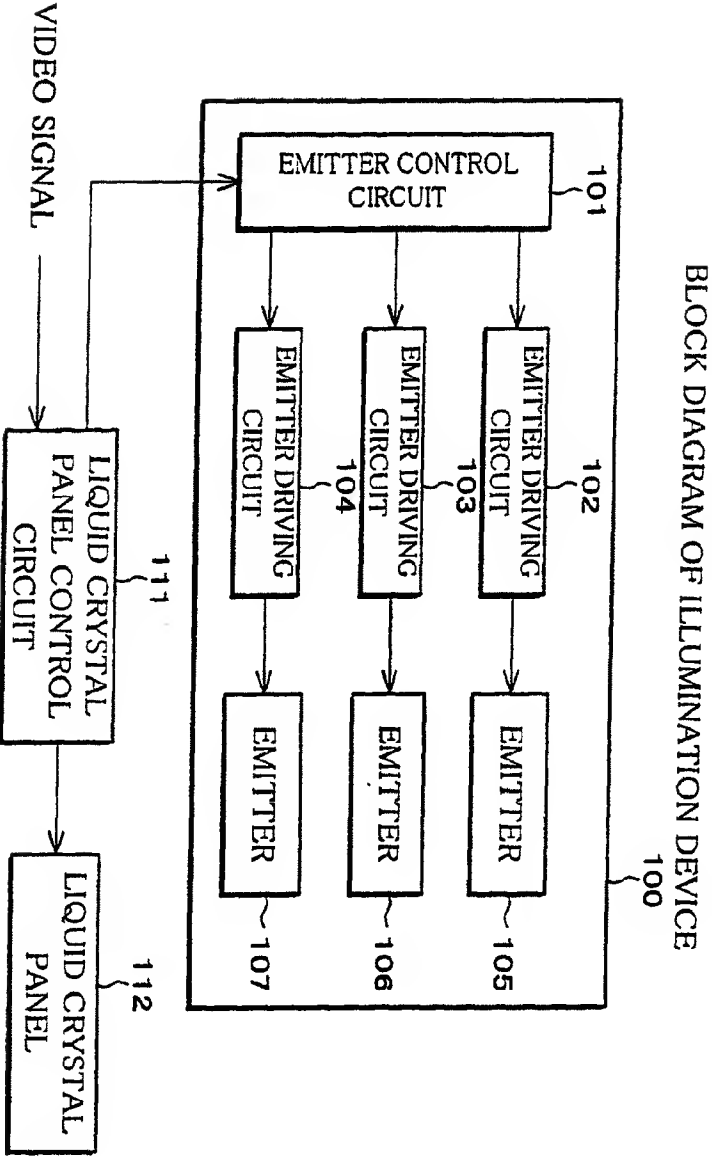 BLOCK DIAGRAM OF ILLUMINATION DEVICE
100
101
EMITTER CONTROL
CIRCUIT
102
EMITTER DRIVING
CIRCUIT
105
EMITTER
103
EMITTER DRIVING
CIRCUIT
106
EMITTER
104
EMITTER DRIVING
CIRCUIT
107
EMITTER
VIDEO SIGNAL
111
LIQUID CRYSTAL
PANEL CONTROL
CIRCUIT
112
LIQUID CRYSTAL
PANEL